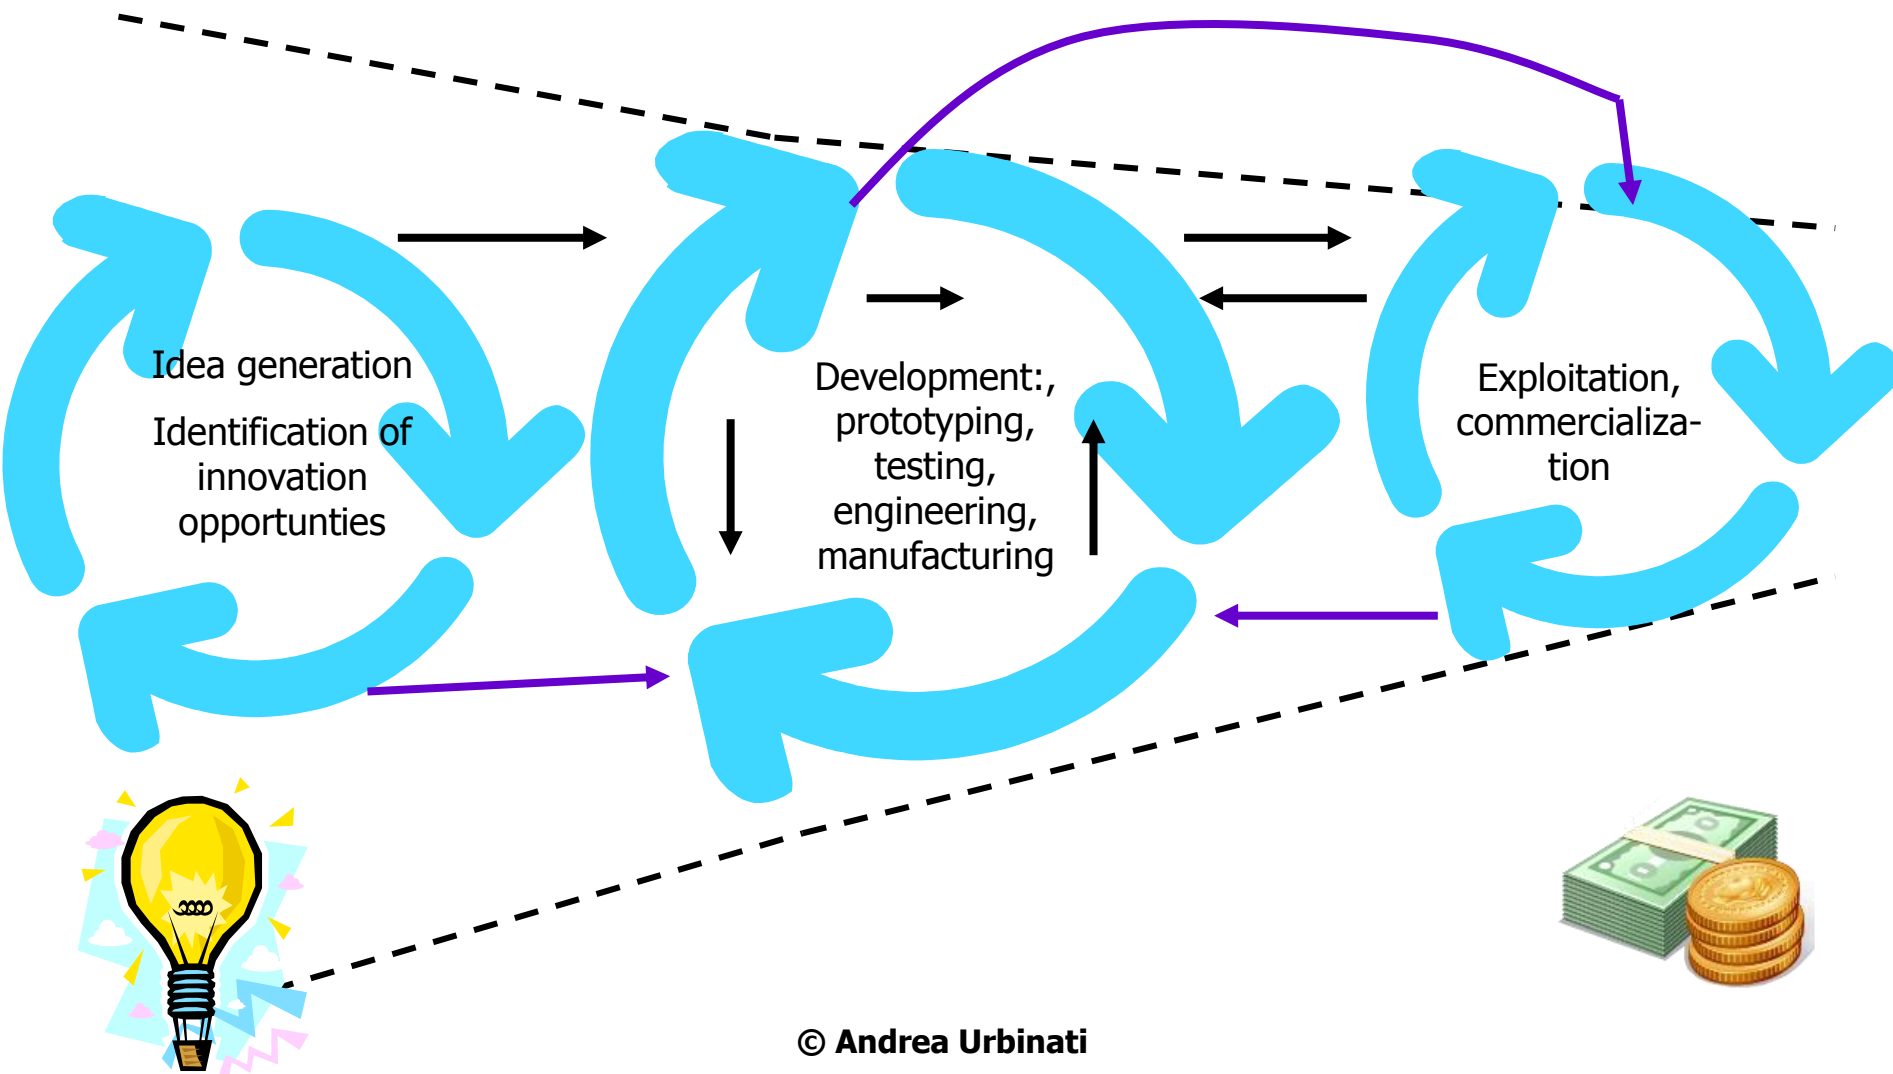 Idea generation
Identification of
innovation
opportunties
Development:,
prototyping,
testing,
engineering,
manufacturing
Exploitation,
commercializa-
tion
© Andrea Urbinati